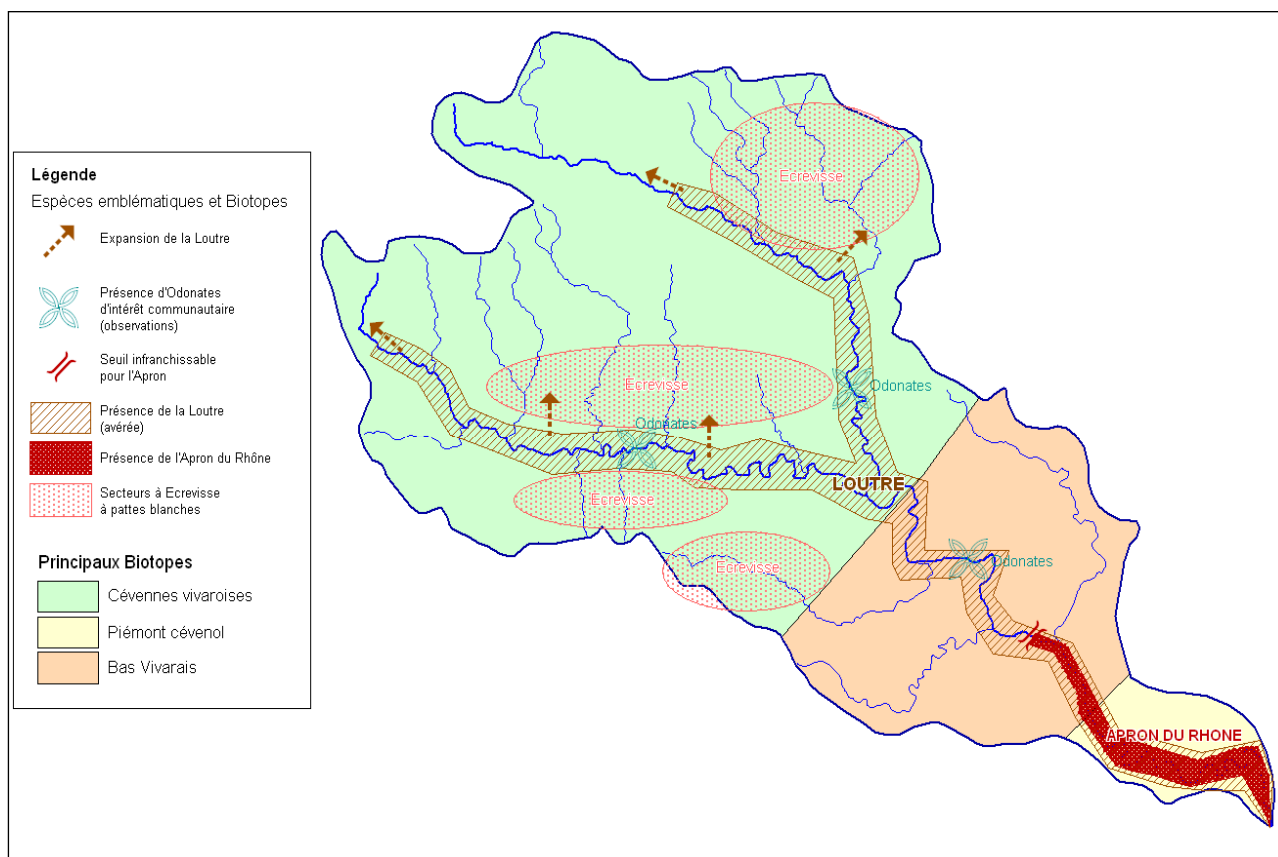 Légende
Espèces emblématiques et Biotopes
Expansion de la Loutre
Présence d'Odonates
d'intérêt communautaire
(observations)
Seuil infranchissable
pour l'Apron
Présence de la Loutre
(avérée)
Présence de l'Apron du Rhône
Secteurs à Ecrevisse
à pattes blanches
Principaux Biotopes
Cévennes vivaroises
Piémont cévenol
Bas Vivarais
Ecrevisse
Ecrevisse
Odonates
Odonates
LOUTRE
Ecrevisse
Ecrevisse
Odonates
APRON DU RHONE